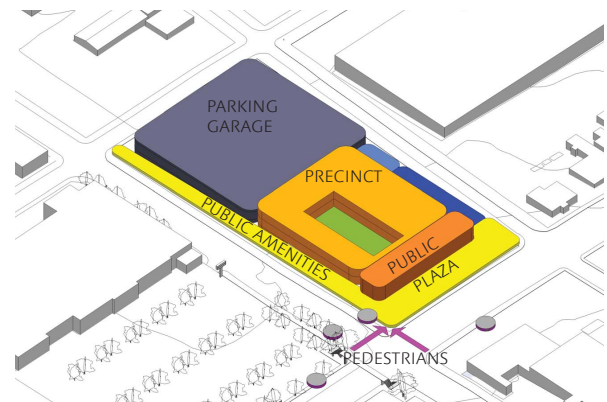 PARKING
GARAGE
PRECINCT
PUBLIC AMENITIES
PUBLIC
PLAZA
PEDESTRIANS